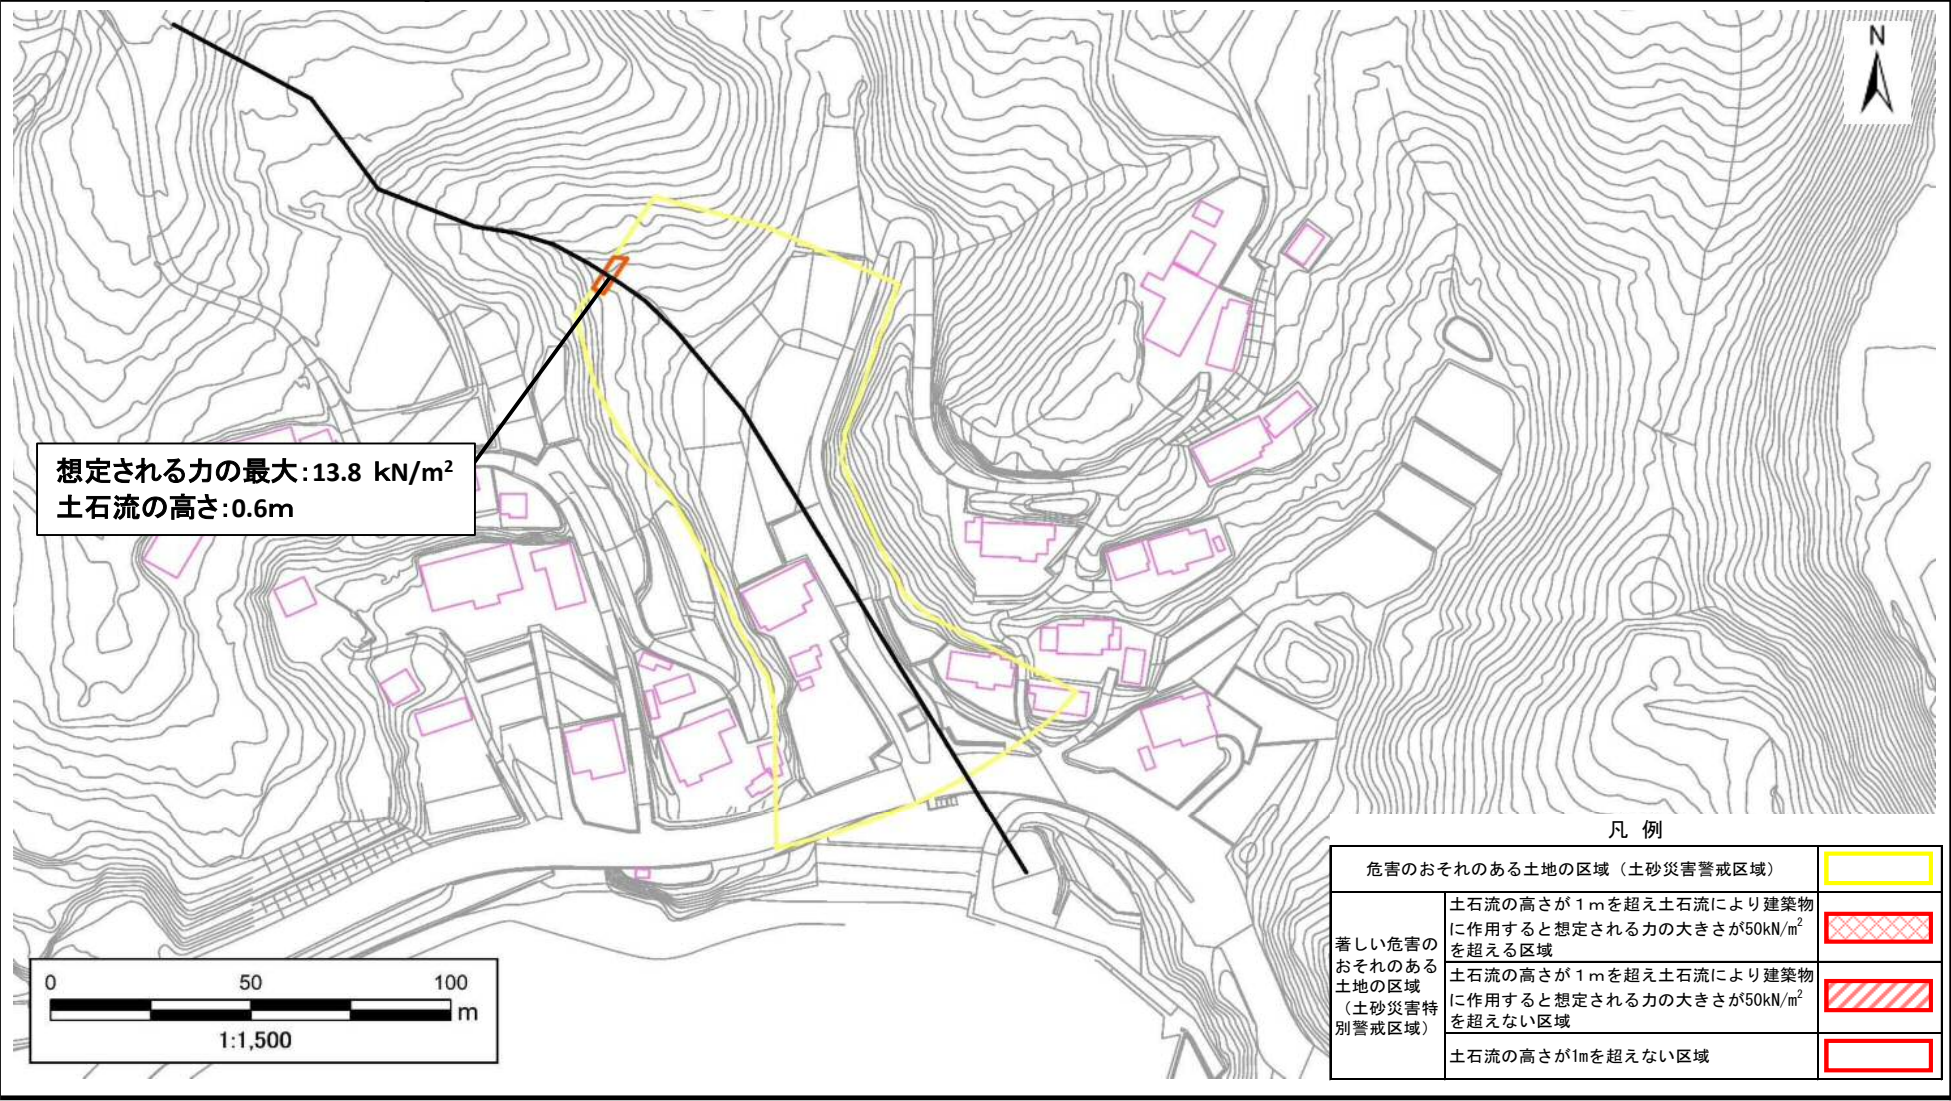 N
想定される力の最大:13.8 kN/m²
土石流の高さ:0.6m
凡 例
危害のおそれのある土地の区域（土砂災害警戒区域）
著しい危害の
おそれのある
土地の区域
（土砂災害特
別警戒区域）
土石流の高さが１ｍを超え土石流により建築物
に作用すると想定される力の大きさが50kN/㎡
を超える区域
土石流の高さが１ｍを超え土石流により建築物
に作用すると想定される力の大きさが50kN/㎡
を超えない区域
土石流の高さが1mを超えない区域
0 50 100
m
1:1,500